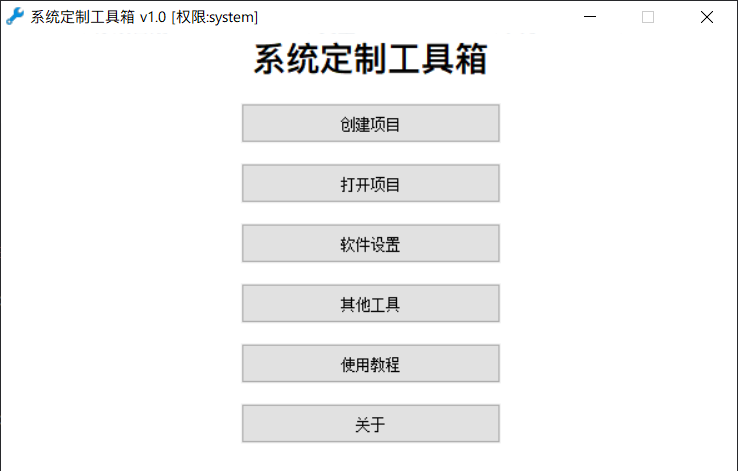 系统定制工具箱 v1.0 [权限:system]
系统定制工具箱
创建项目
打开项目
软件设置
其他工具
使用教程
关于